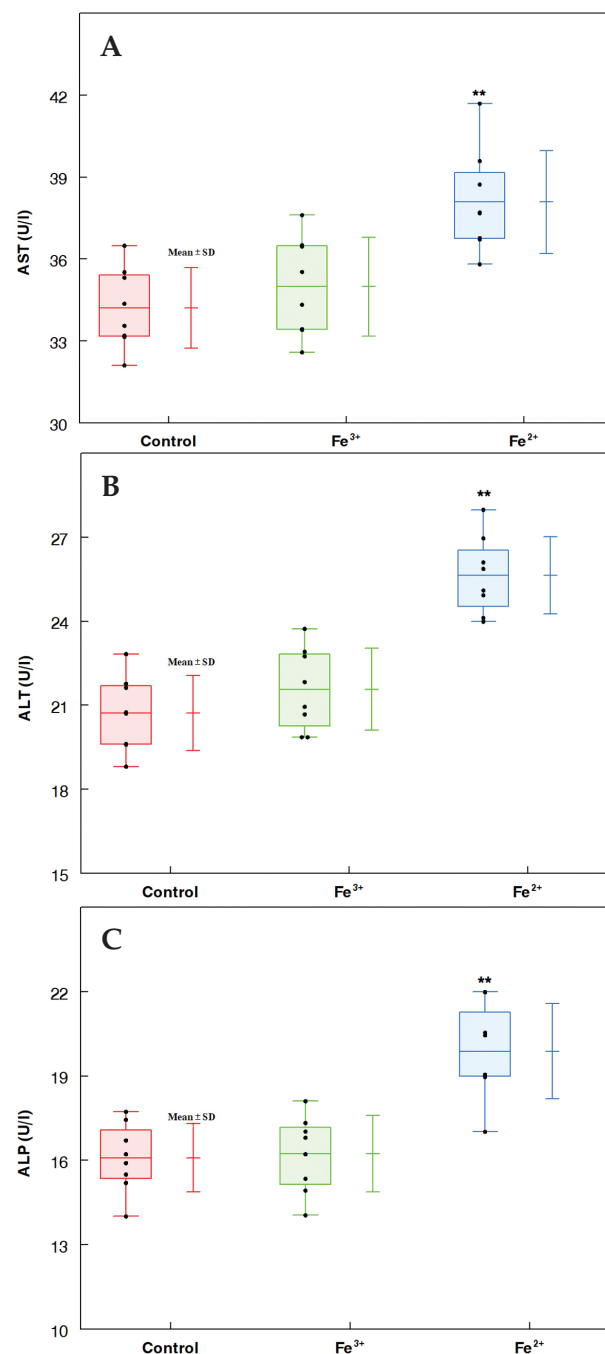 A
**
42
39
AST (U/l)
36
Mean ± SD
33
30
Control Fe³⁺ Fe²⁺
B
**
27
24
ALT (U/l)
Mean ± SD
21
18
15
Control Fe³⁺ Fe²⁺
C
**
22
19
ALP (U/l)
Mean ± SD
16
13
10
Control Fe³⁺ Fe²⁺